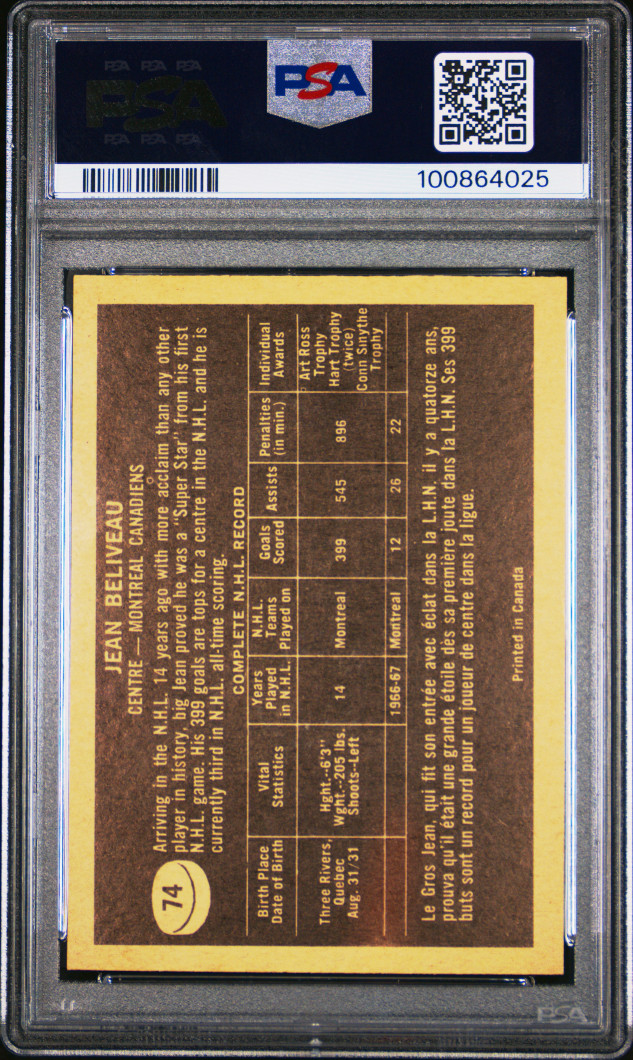 PSA PSA PSA
PSA
PSA PSA PSA
PSA
100864025
74
JEAN BELIVEAU
CENTRE — MONTREAL CANADIENS
Arriving in the N.H.L. 14 years ago with more acclaim than any other
player in history, big Jean proved he was a "Super Star" from his first
N.H.L. game. His 399 goals are tops for a centre in the N.H.L. and he is
currently third in N.H.L. all-time scoring.
COMPLETE N.H.L. RECORD
Birth Place Date of Birth | Vital Statistics | Years Played in N.H.L. | N.H.L. Teams Played on | Goals Scored | Assists | Penalties (in min.) | Individual Awards
Three Rivers, Quebec Aug. 31/31 | Hght.--6'3" Wght.--205 lbs. Shoots--Left | 14 | Montreal | 399 | 545 | 896 | Art Ross Trophy Hart Trophy (twice) Conn Smythe Trophy
1966-67 | Montreal | 12 | 26 | 22
Le Gros Jean, qui fit son entrée avec éclat dans la L.H.N. il y a quatorze ans,
prouva qu'il était une grande étoile dès sa première joute dans la L.H.N. Ses 399
buts sont un record pour un joueur de centre dans la ligue.
Printed in Canada
PSA